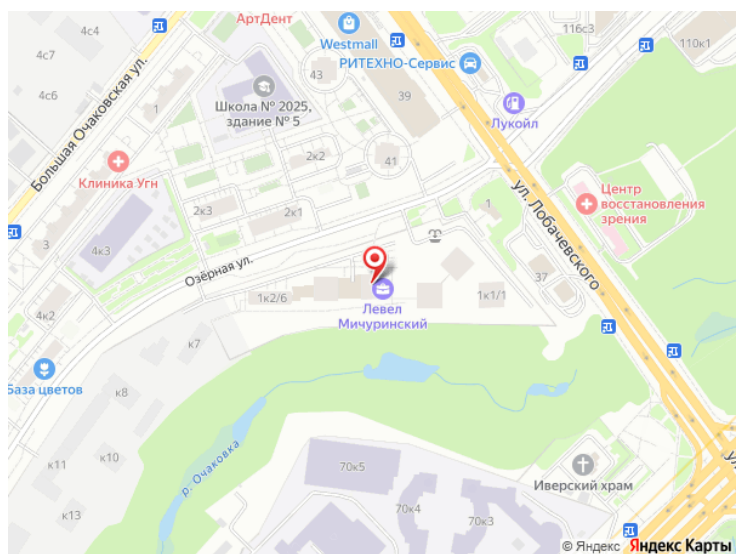 4с7
АртДент
Westmall
РИТЕХНО-Сервис
116с3
110к1
4с4
4с6
1
43
39
Школа № 2025,
здание № 5
Лукойл
Большая Очаковская ул.
Клиника Угн
2к2
41
ул. Лобачевского
Центр
восстановления
зрения
2к3
2к1
1
3
4к3
Озёрная ул.
37
1к2/6
Левел
Мичуринский
1к1/1
4к2
к7
База цветов
к8
р. Очаковка
к10
к11
70к5
Иверский храм
к13
70к4
70к3
© Яндекс Яндекс Карты